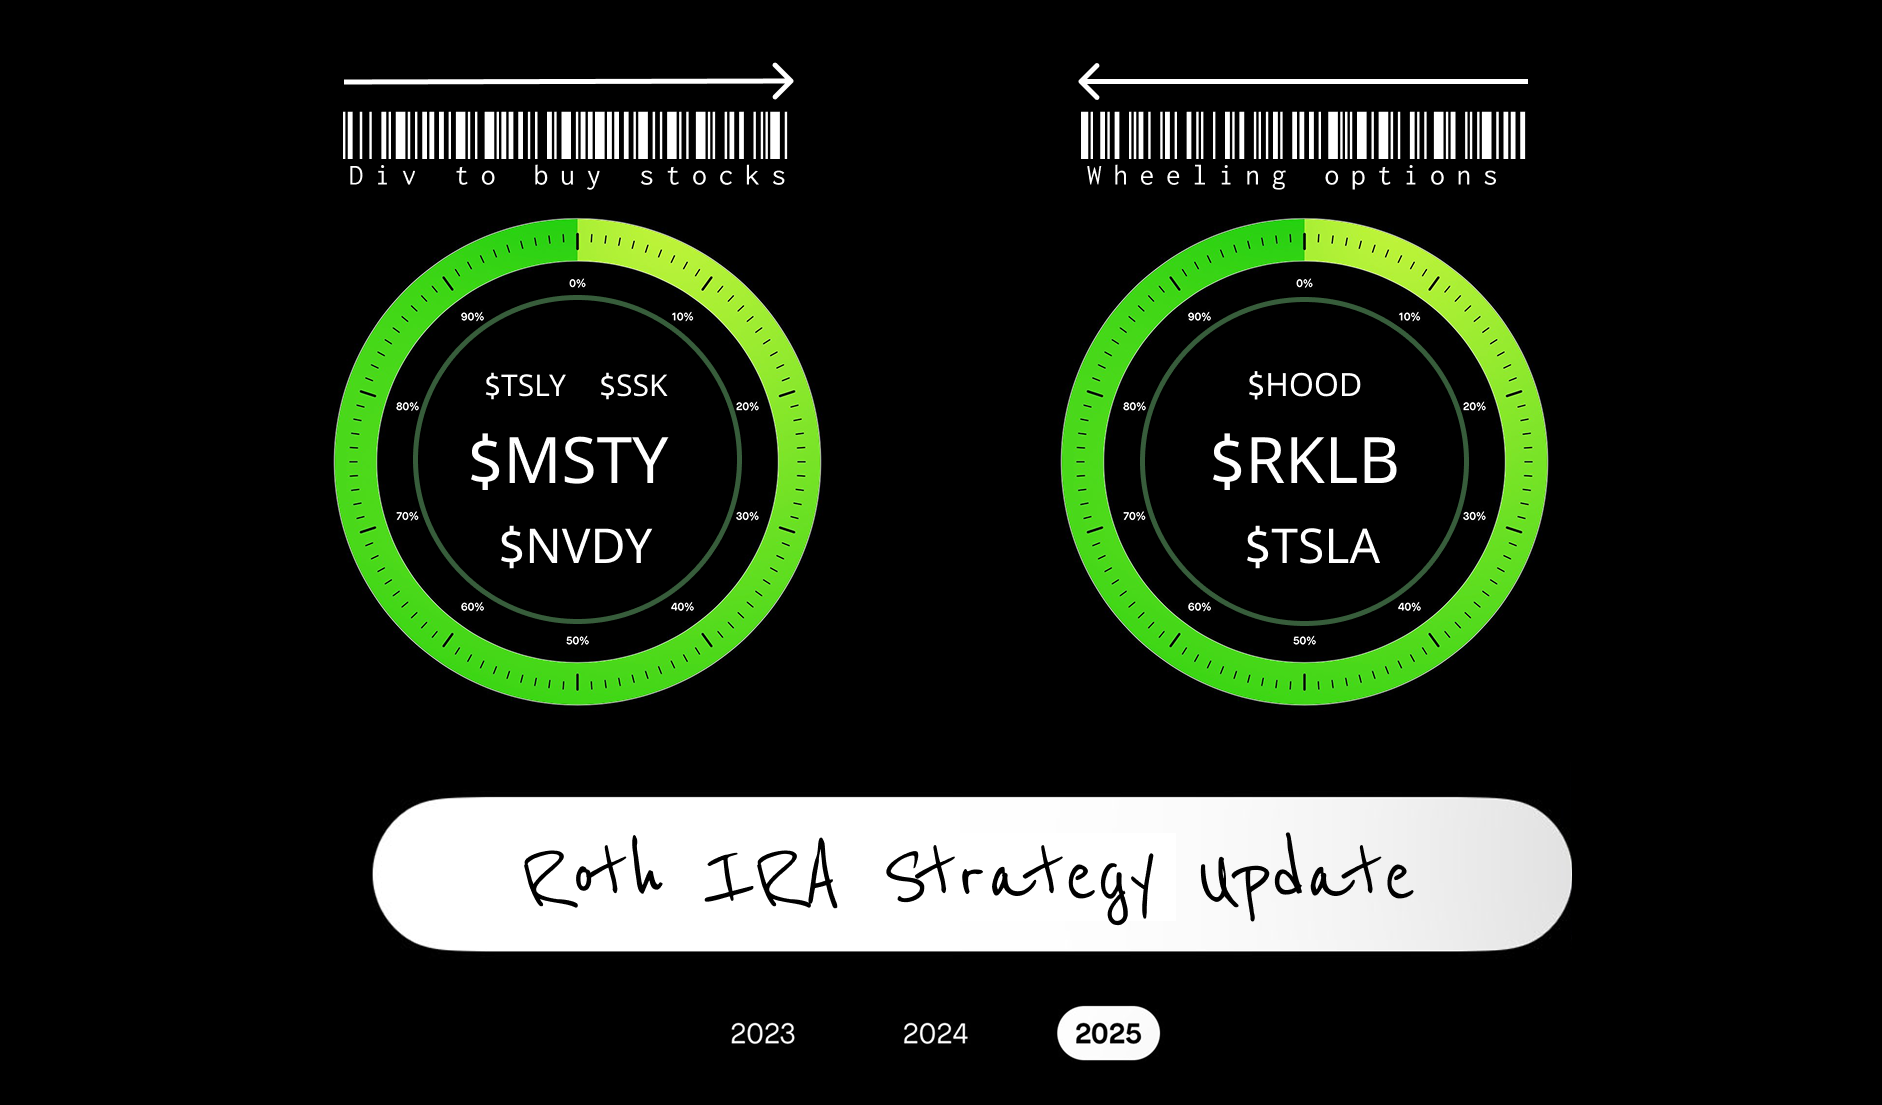 Div to buy stocks
0%
10%
20%
30%
40%
50%
60%
70%
80%
90%
$TSLY $SSK
$MSTY
$NVDY
Wheeling options
0%
10%
20%
30%
40%
50%
60%
70%
80%
90%
$HOOD
$RKLB
$TSLA
Roth IRA Strategy Update
2023 2024 2025